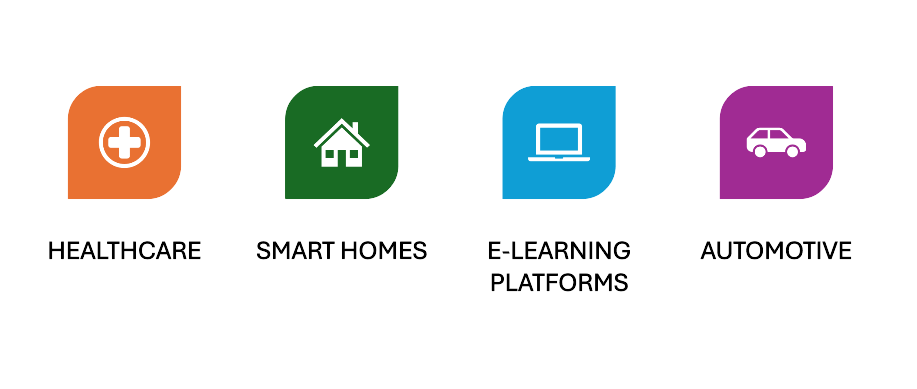 HEALTHCARE
SMART HOMES
E-LEARNING
PLATFORMS
AUTOMOTIVE